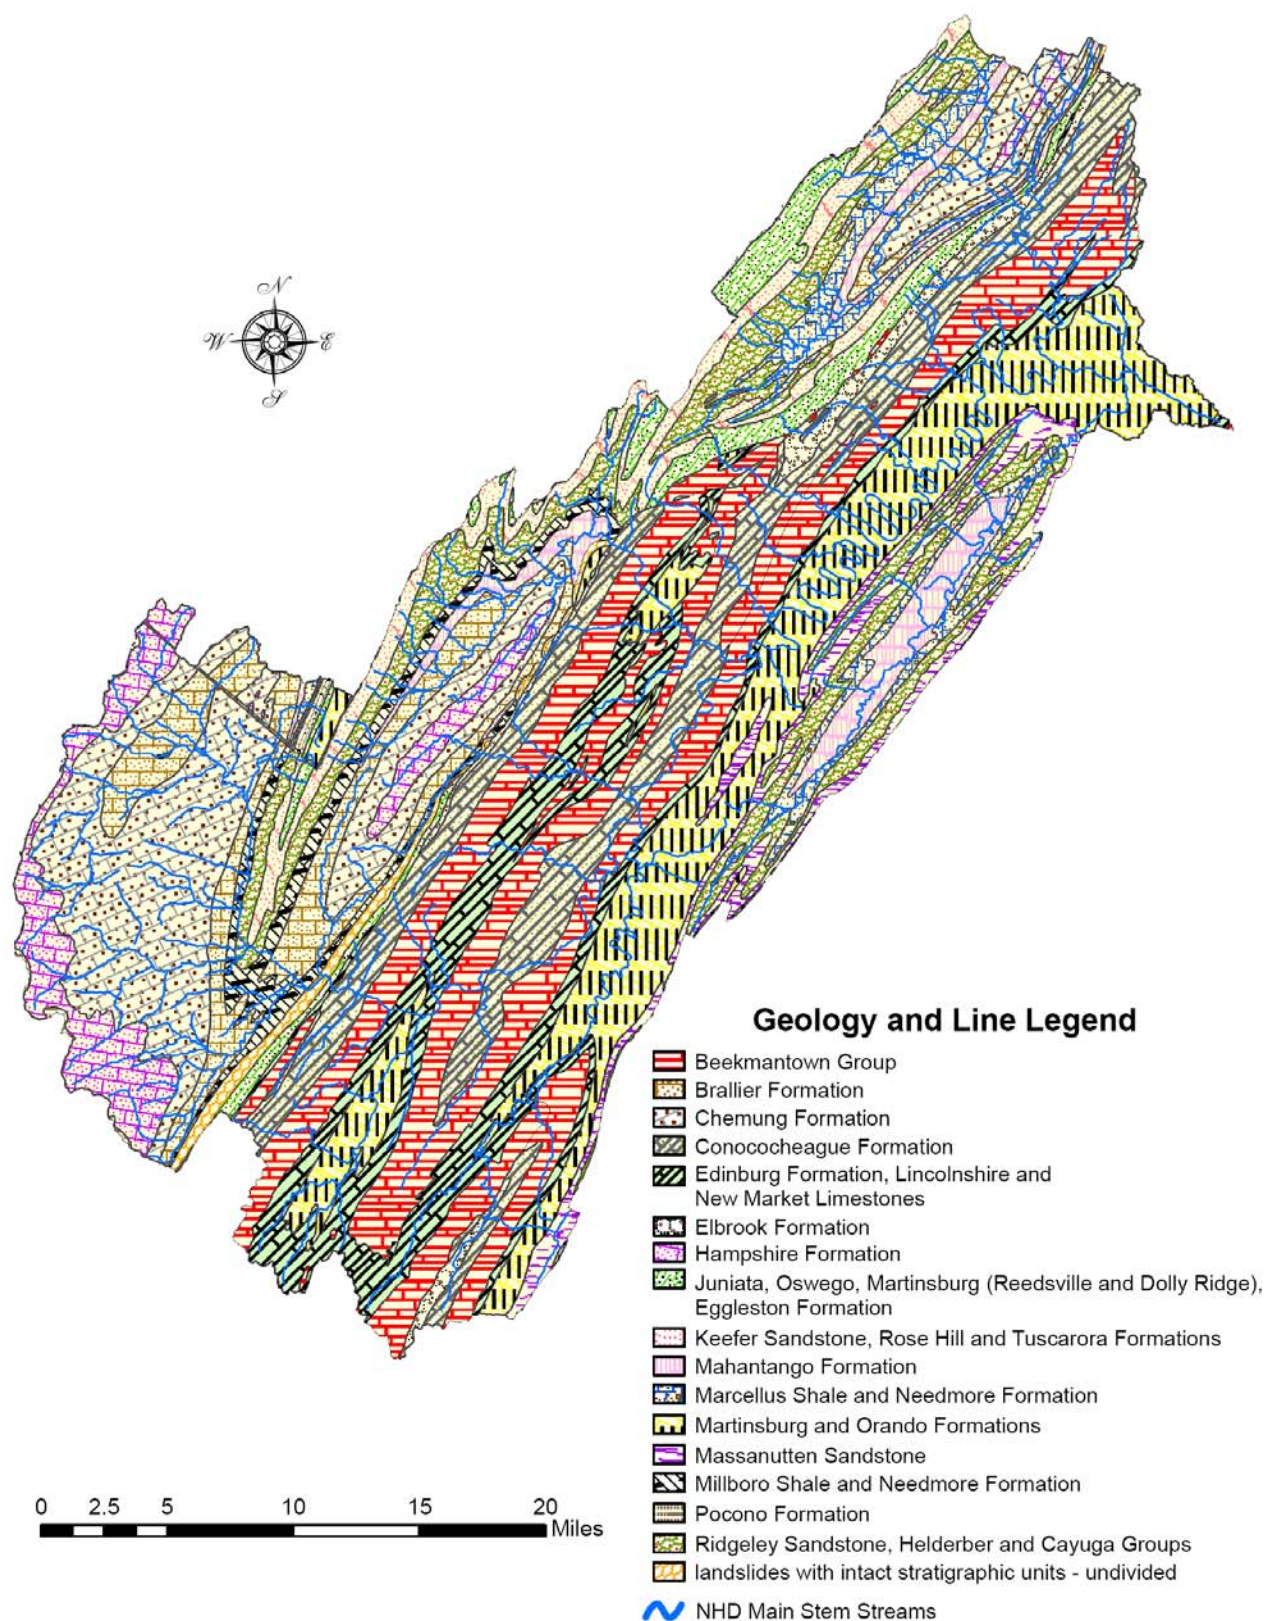 N
W
E
S
Geology and Line Legend
Beekmantown Group
Brallier Formation
Chemung Formation
Conococheague Formation
Edinburg Formation, Lincolnshire and
New Market Limestones
Elbrook Formation
Hampshire Formation
Juniata, Oswego, Martinsburg (Reedsville and Dolly Ridge),
Eggleston Formation
Keefer Sandstone, Rose Hill and Tuscarora Formations
Mahantango Formation
Marcellus Shale and Needmore Formation
Martinsburg and Orando Formations
Massanutten Sandstone
Millboro Shale and Needmore Formation
Pocono Formation
Ridgeley Sandstone, Helderber and Cayuga Groups
landslides with intact stratigraphic units - undivided
NHD Main Stem Streams
0 2.5 5 10 15 20
Miles